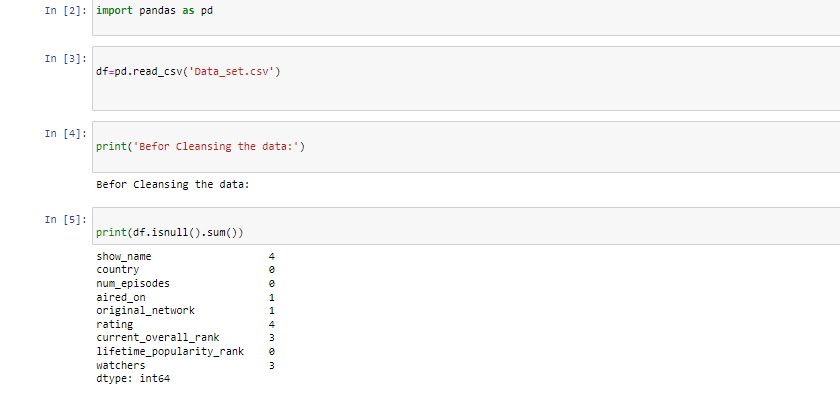 In [2]: import pandas as pd
In [3]:
df=pd.read_csv('Data_set.csv')
In [4]:
print('Befor Cleansing the data:')
Befor Cleansing the data:
In [5]:
print(df.isnull().sum())
show_name 4
country 0
num_episodes 0
aired_on 1
original_network 1
rating 4
current_overall_rank 3
lifetime_popularity_rank 0
watchers 3
dtype: int64